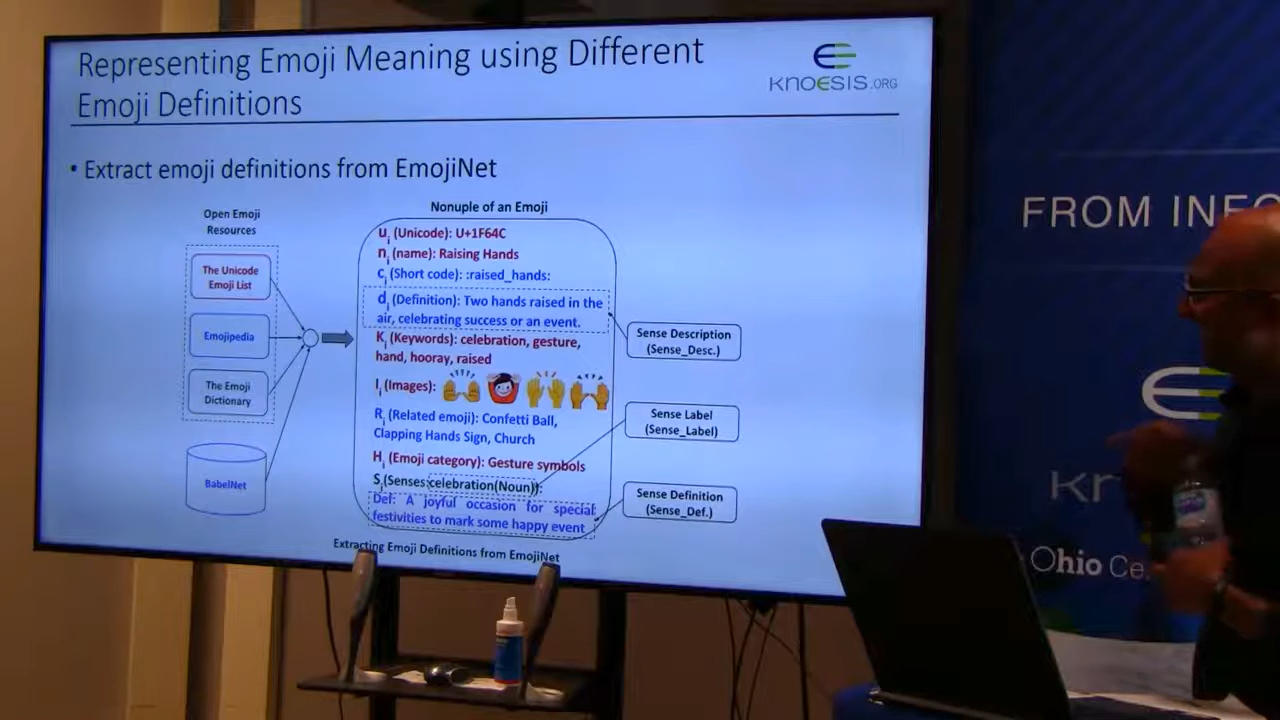 Representing Emoji Meaning using Different
Emoji Definitions
KNOESIS.ORG
• Extract emoji definitions from EmojiNet
Open Emoji
Resources
The Unicode
Emoji List
Emojipedia
The Emoji
Dictionary
BabelNet
Nonuple of an Emoji
ui (Unicode): U+1F64C
ni (name): Raising Hands
ci (Short code): :raised_hands:
di (Definition): Two hands raised in the
air, celebrating success or an event.
Ki (Keywords): celebration, gesture,
hand, hooray, raised
Ii (Images):
Ri (Related emoji): Confetti Ball,
Clapping Hands Sign, Church
Hi (Emoji category): Gesture symbols
Si (Senses: celebration(Noun)):
Def: A joyful occasion for special
festivities to mark some happy event
Sense Description
(Sense_Desc.)
Sense Label
(Sense_Label)
Sense Definition
(Sense_Def.)
Extracting Emoji Definitions from EmojiNet
FROM INFO
Ohio Ce